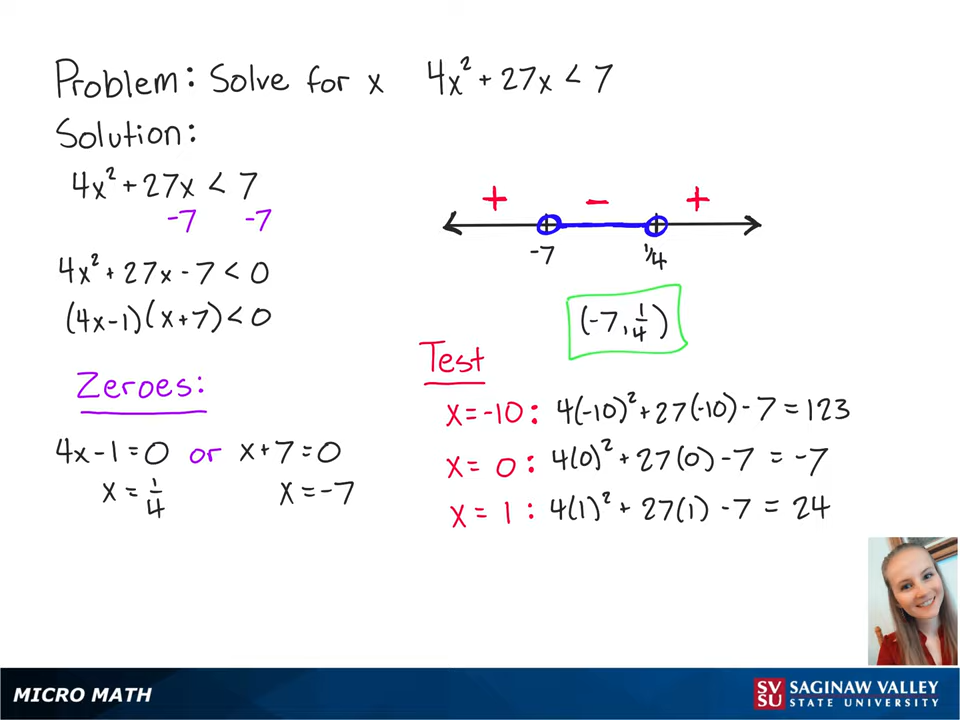 Problem: Solve for x 4x² + 27x < 7
Solution:
4x² + 27x < 7
-7 -7
4x² + 27x - 7 < 0
(4x-1)(x+7) < 0
Zeroes:
4x-1=0 or x+7=0
x = 1/4 x = -7
+ - +
-7 1/4
(-7, 1/4)
Test
x=-10: 4(-10)² + 27(-10) - 7 = 123
x = 0: 4(0)² + 27(0) - 7 = -7
x = 1: 4(1)² + 27(1) - 7 = 24
MICRO MATH
SVSU SAGINAW VALLEY
STATE UNIVERSITY